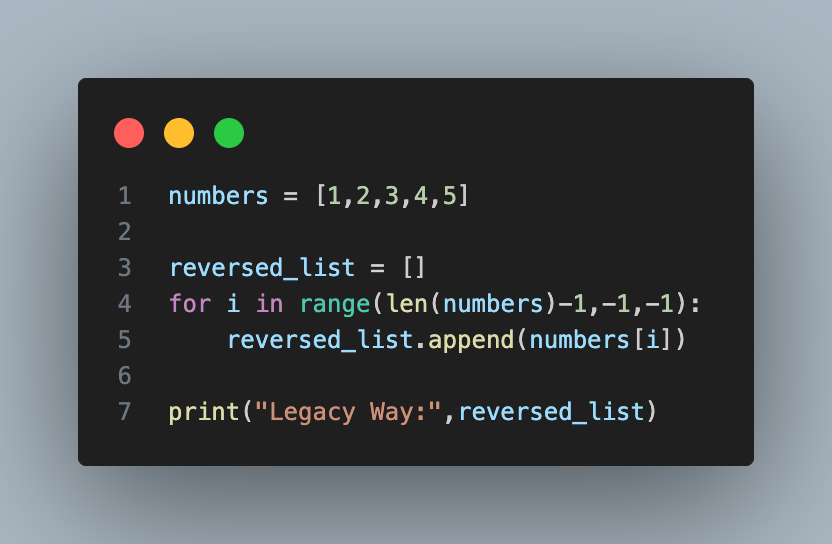 1 numbers = [1,2,3,4,5]
2
3 reversed_list = []
4 for i in range(len(numbers)-1,-1,-1):
5     reversed_list.append(numbers[i])
6
7 print("Legacy Way:",reversed_list)